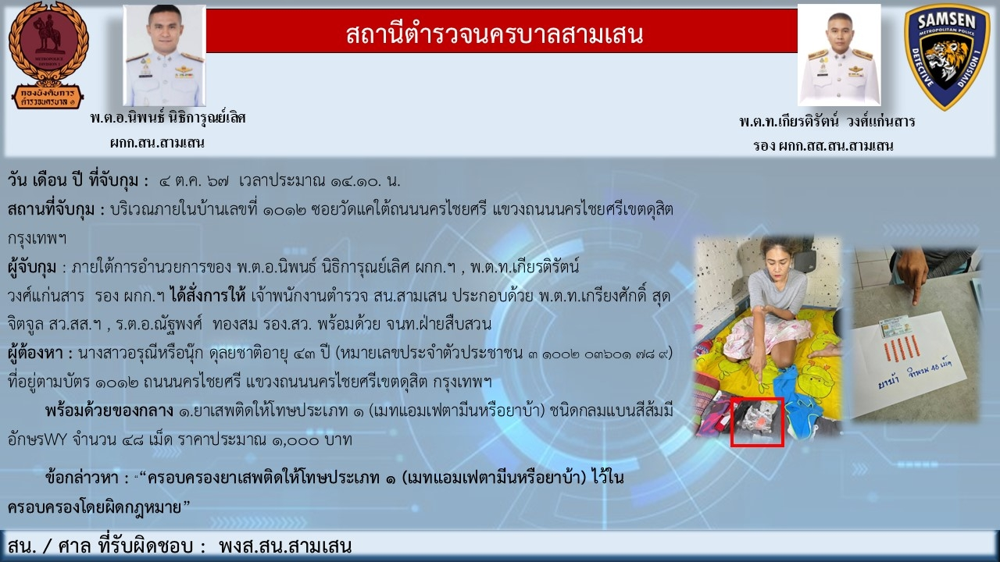 สถานีตำรวจนครบาลสามเสน
METROPOLICE
DIVISION 1
กองบังคับการ
ตำรวจนครบาล ๑
SAMSEN
METROPOLITAN POLICE
DETECTIVE DIVISION 1
พ.ต.อ.นิพนธ์ นิธิการุณย์เลิศ
ผกก.สน.สามเสน
พ.ต.ท.เกียรติรัตน์ วงศ์แก่นสาร
รอง ผกก.สส.สน.สามเสน
วัน เดือน ปี ที่จับกุม : ๔ ต.ค. ๖๗ เวลาประมาณ ๑๔.๑๐. น.
สถานที่จับกุม : บริเวณภายในบ้านเลขที่ ๑๐๑๒ ซอยวัดแคใต้ถนนนครไชยศรี แขวงถนนนครไชยศรีเขตดุสิต
กรุงเทพฯ
ผู้จับกุม : ภายใต้การอำนวยการของ พ.ต.อ.นิพนธ์ นิธิการุณย์เลิศ ผกก.ฯ , พ.ต.ท.เกียรติรัตน์
วงศ์แก่นสาร รอง ผกก.ฯ ได้สั่งการให้ เจ้าพนักงานตำรวจ สน.สามเสน ประกอบด้วย พ.ต.ท.เกรียงศักดิ์ สุด
จิตจูล สว.สส.ฯ , ร.ต.อ.ณัฐพงศ์ ทองสม รอง.สว. พร้อมด้วย จนท.ฝ่ายสืบสวน
ผู้ต้องหา : นางสาวอรุณีหรือนุ๊ก ดุลยชาติอายุ ๔๓ ปี (หมายเลขประจำตัวประชาชน ๓ ๑๐๐๒ ๐๓๖๐๑ ๗๘ ๙)
ที่อยู่ตามบัตร ๑๐๑๒ ถนนนครไชยศรี แขวงถนนนครไชยศรีเขตดุสิต กรุงเทพฯ
พร้อมด้วยของกลาง ๑.ยาเสพติดให้โทษประเภท ๑ (เมทแอมเฟตามีนหรือยาบ้า) ชนิดกลมแบนสีส้มมี
อักษรWY จำนวน ๔๘ เม็ด ราคาประมาณ ๑,๐๐๐ บาท
ยาบ้า จำนวน 48 เม็ด
ข้อกล่าวหา : “ “ครอบครองยาเสพติดให้โทษประเภท ๑ (เมทแอมเฟตามีนหรือยาบ้า) ไว้ใน
ครอบครองโดยผิดกฎหมาย”
สน. / ศาล ที่รับผิดชอบ : พงส.สน.สามเสน